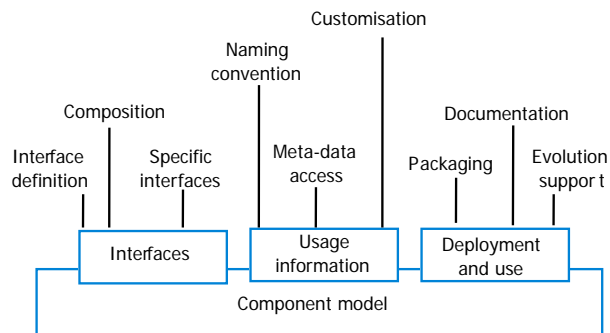 Customisation
Naming
convention
Composition
Documentation
Interface
definition
Specific
interfaces
Meta-data
access
Packaging
Evolution
support
Interfaces
Usage
information
Deployment
and use
Component model